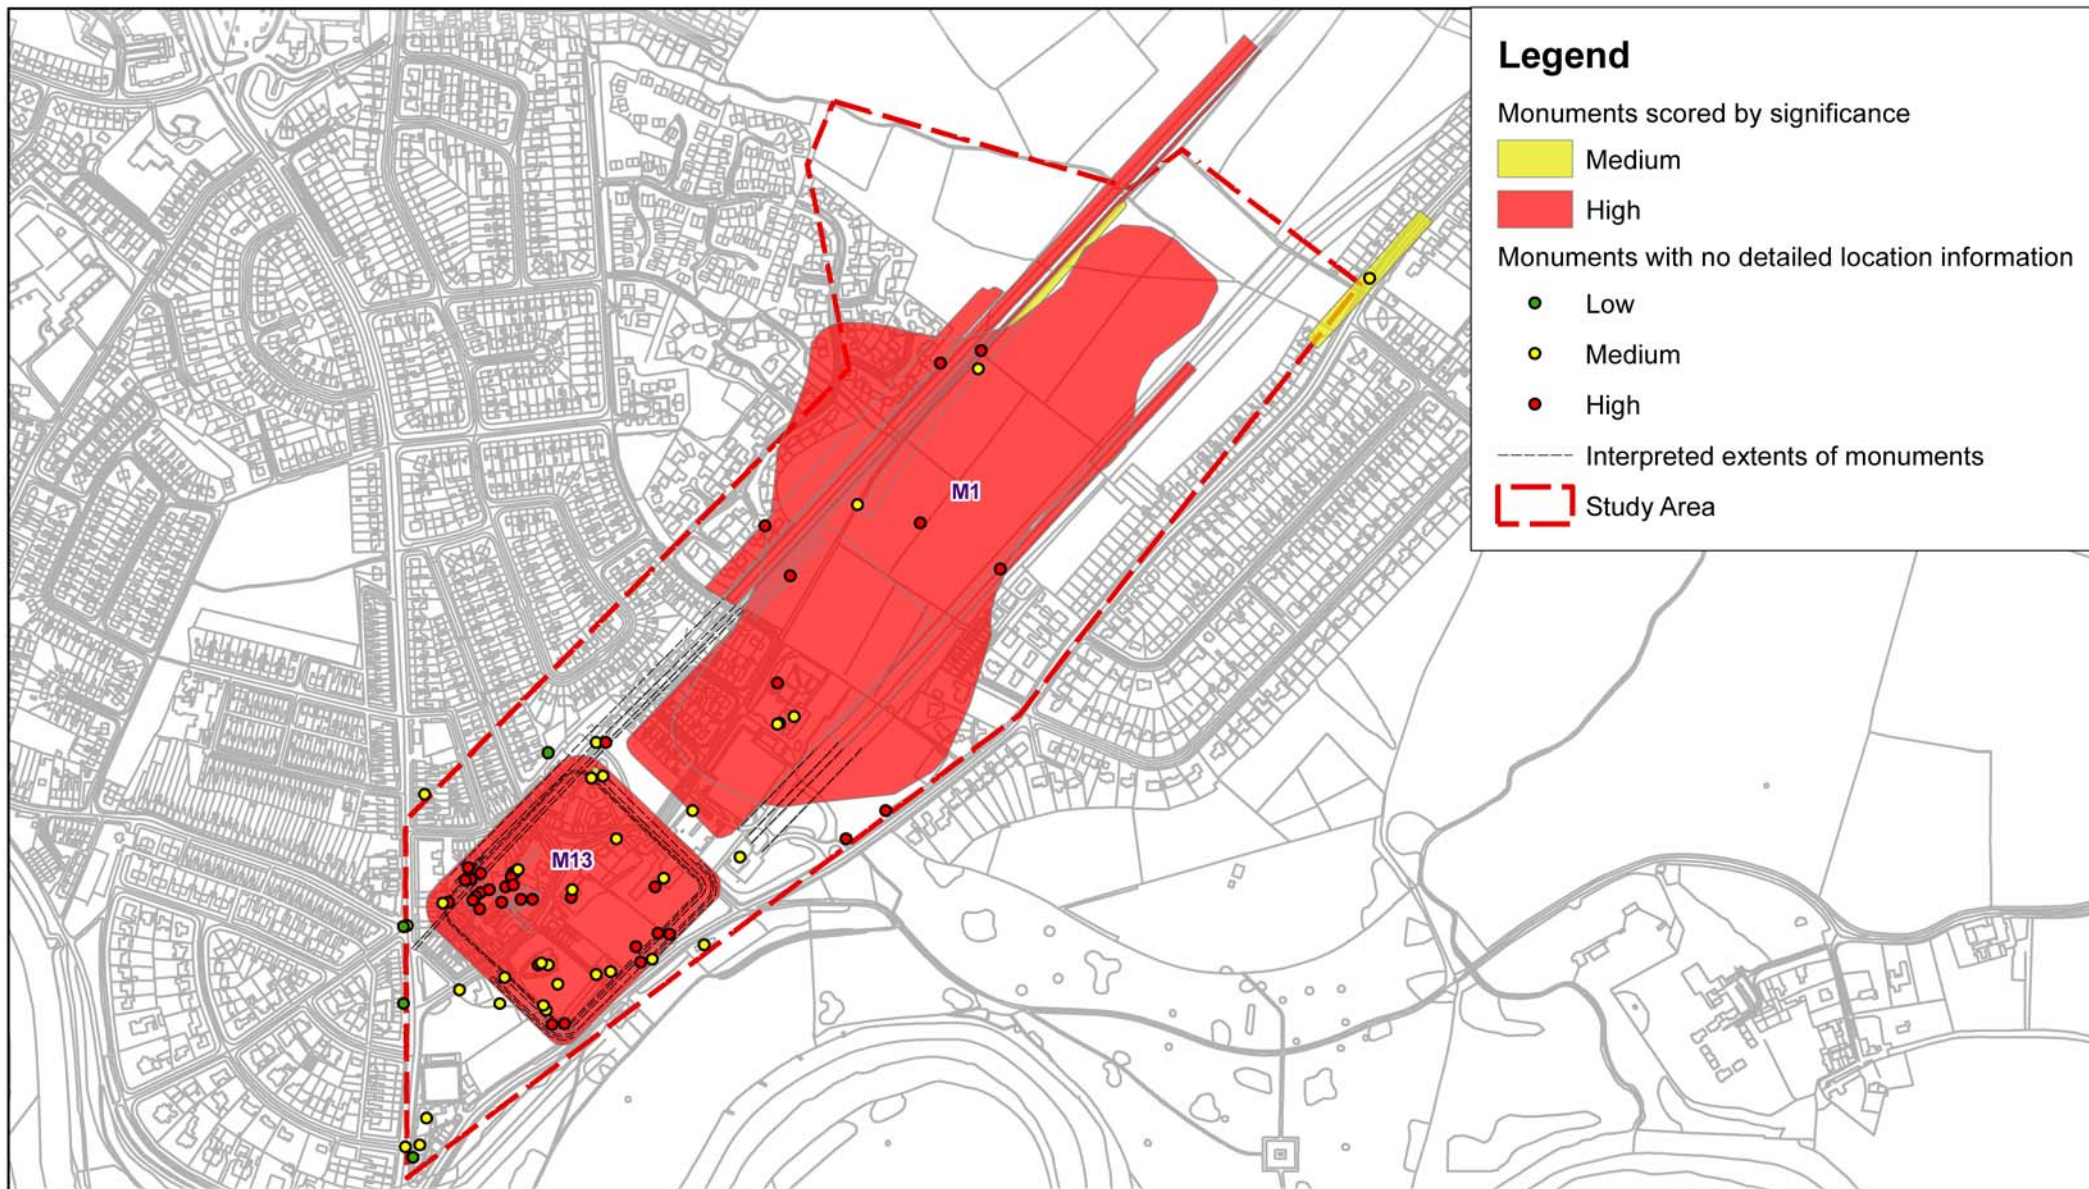 Legend
Monuments scored by significance
Medium
High
Monuments with no detailed location information
Low
Medium
High
Interpreted extents of monuments
Study Area
M1
M13